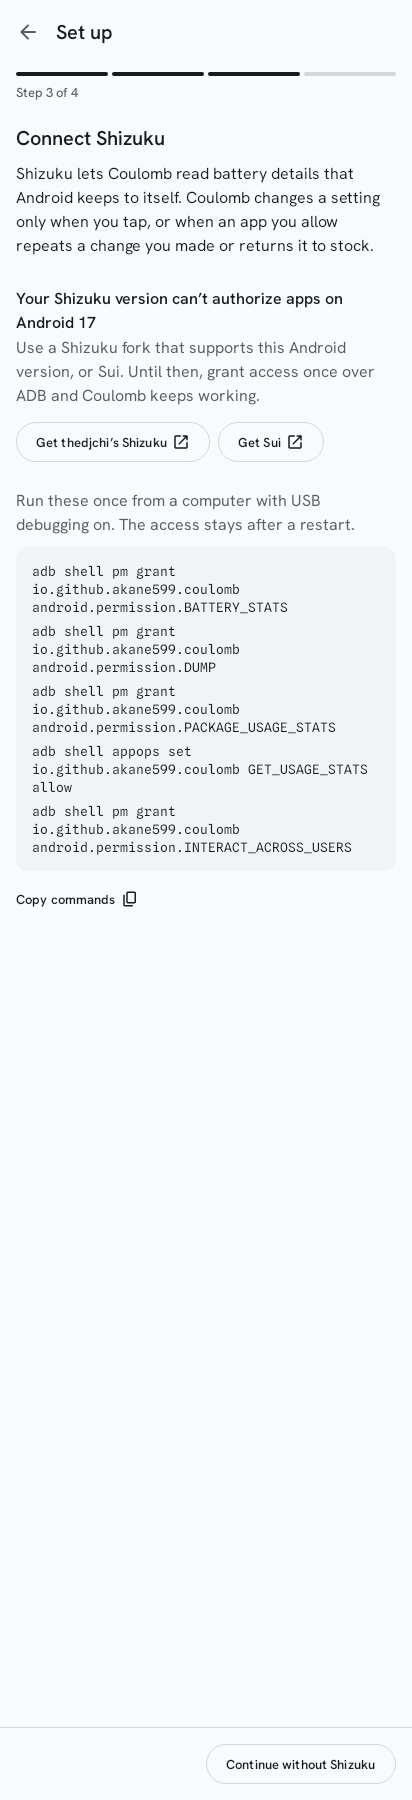 Set up
Step 3 of 4
Connect Shizuku
Shizuku lets Coulomb read battery details that
Android keeps to itself. Coulomb changes a setting
only when you tap, or when an app you allow
repeats a change you made or returns it to stock.
Your Shizuku version can’t authorize apps on
Android 17
Use a Shizuku fork that supports this Android
version, or Sui. Until then, grant access once over
ADB and Coulomb keeps working.
Get thedjchi’s Shizuku
Get Sui
Run these once from a computer with USB
debugging on. The access stays after a restart.
adb shell pm grant
io.github.akane599.coulomb
android.permission.BATTERY_STATS
adb shell pm grant
io.github.akane599.coulomb
android.permission.DUMP
adb shell pm grant
io.github.akane599.coulomb
android.permission.PACKAGE_USAGE_STATS
adb shell appops set
io.github.akane599.coulomb GET_USAGE_STATS
allow
adb shell pm grant
io.github.akane599.coulomb
android.permission.INTERACT_ACROSS_USERS
Copy commands
Continue without Shizuku